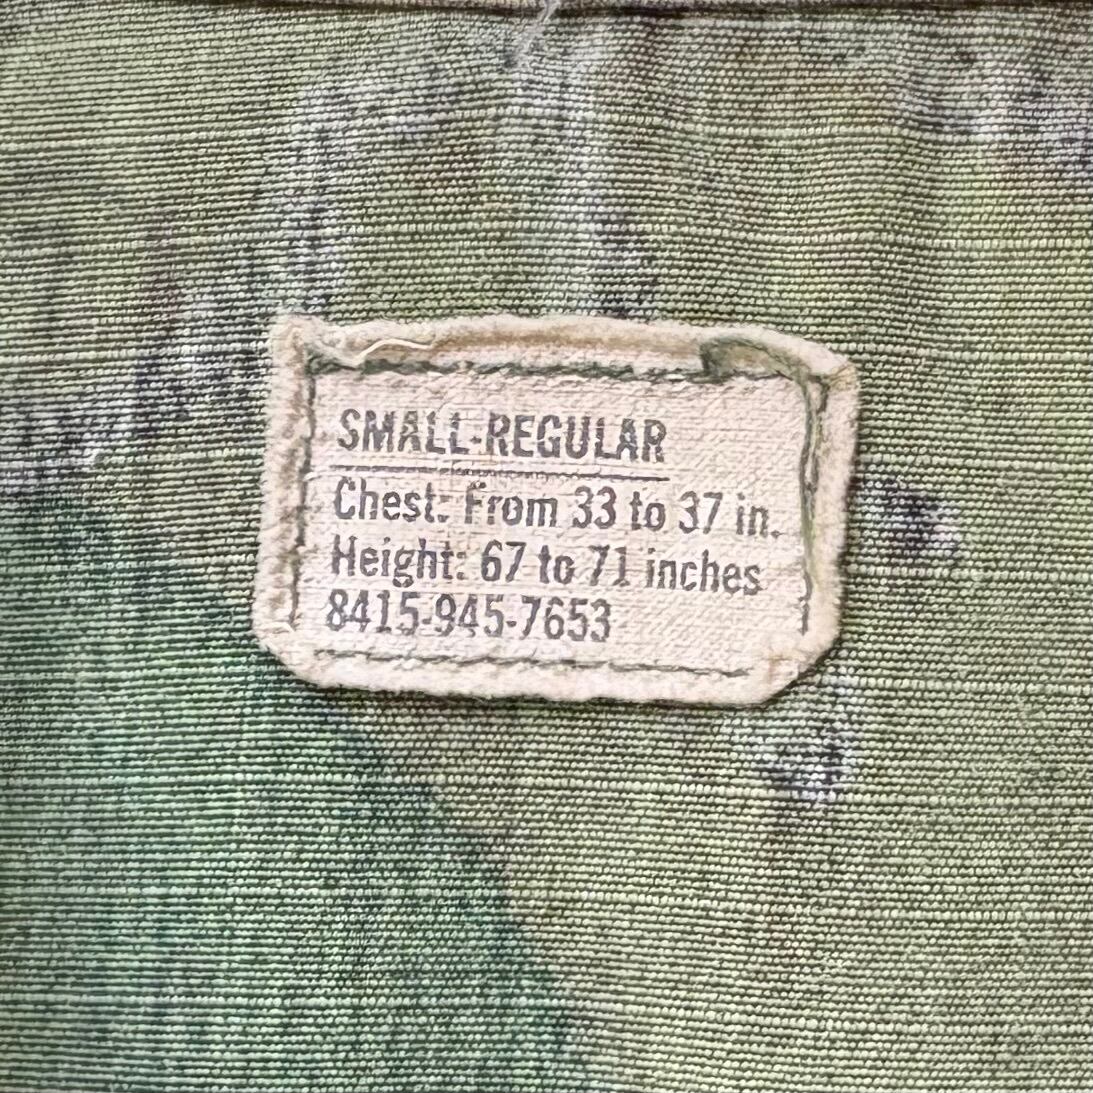 SMALL-REGULAR
Chest: From 33 to 37 in.
Height: 67 to 71 inches
8415-945-7653